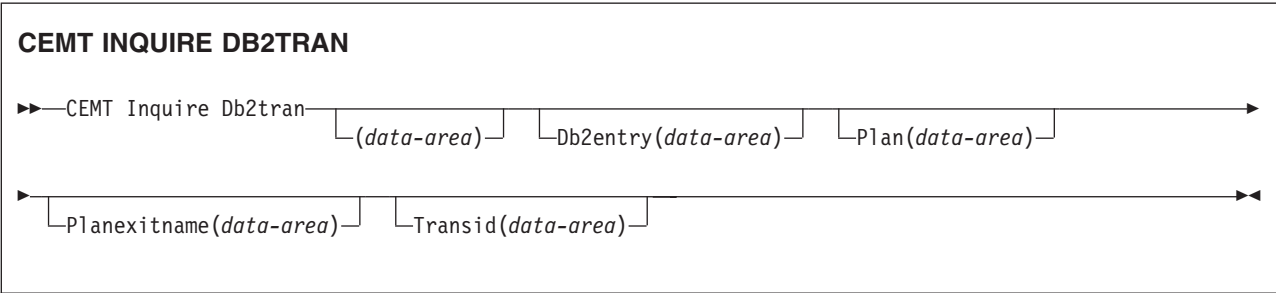 CEMT INQUIRE DB2TRAN
CEMT Inquire Db2tran
(data-area) Db2entry(data-area) Plan(data-area)
Planexitname(data-area) Transid(data-area)